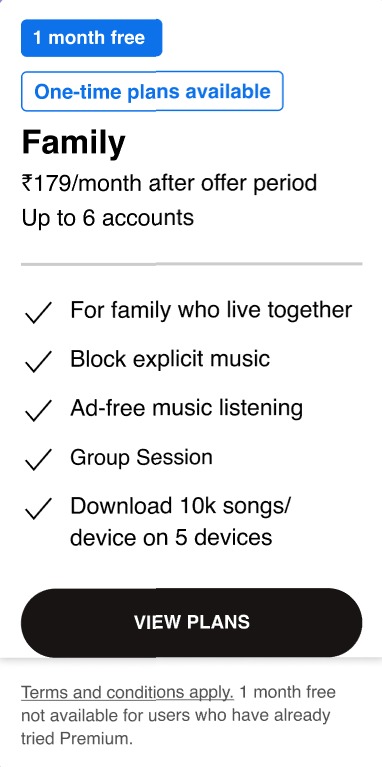 1 month free
One-time plans available
Family
₹179/month after offer period
Up to 6 accounts
For family who live together
Block explicit music
Ad-free music listening
Group Session
Download 10k songs/
device on 5 devices
VIEW PLANS
Terms and conditions apply. 1 month free
not available for users who have already
tried Premium.